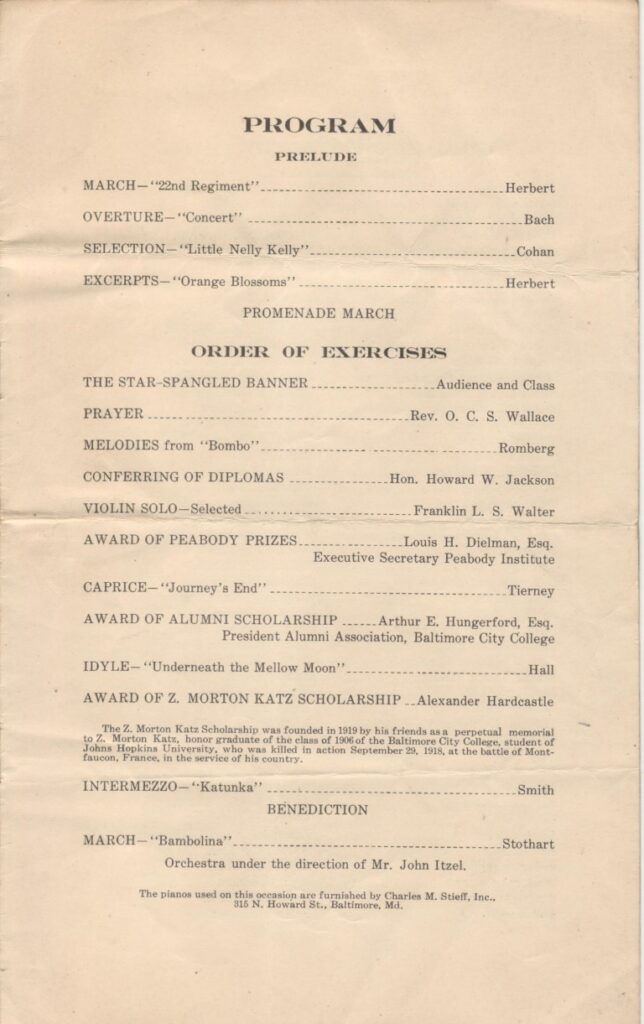 PROGRAM
PRELUDE
MARCH—"22nd Regiment" Herbert
OVERTURE—"Concert" Bach
SELECTION—"Little Nelly Kelly" Cohan
EXCERPTS—"Orange Blossoms" Herbert
PROMENADE MARCH
ORDER OF EXERCISES
THE STAR-SPANGLED BANNER Audience and Class
PRAYER Rev. O. C. S. Wallace
MELODIES from "Bombo" Romberg
CONFERRING OF DIPLOMAS Hon. Howard W. Jackson
VIOLIN SOLO—Selected Franklin L. S. Walter
AWARD OF PEABODY PRIZES Louis H. Dielman, Esq.
Executive Secretary Peabody Institute
CAPRICE—"Journey's End" Tierney
AWARD OF ALUMNI SCHOLARSHIP Arthur E. Hungerford, Esq.
President Alumni Association, Baltimore City College
IDYLE—"Underneath the Mellow Moon" Hall
AWARD OF Z. MORTON KATZ SCHOLARSHIP Alexander Hardcastle
The Z. Morton Katz Scholarship was founded in 1919 by his friends as a perpetual memorial
to Z. Morton Katz, honor graduate of the class of 1906 of the Baltimore City College, student of
Johns Hopkins University, who was killed in action September 29, 1918, at the battle of Mont-
faucon, France, in the service of his country.
INTERMEZZO—"Katunka" Smith
BENEDICTION
MARCH—"Bambolina" Stothart
Orchestra under the direction of Mr. John Itzel.
The pianos used on this occasion are furnished by Charles M. Stieff, Inc.,
315 N. Howard St., Baltimore, Md.